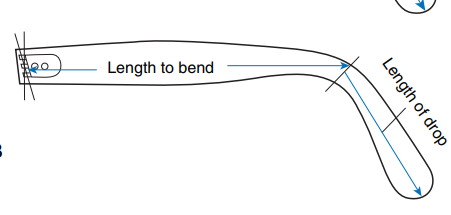 Length to bend
Length of drop